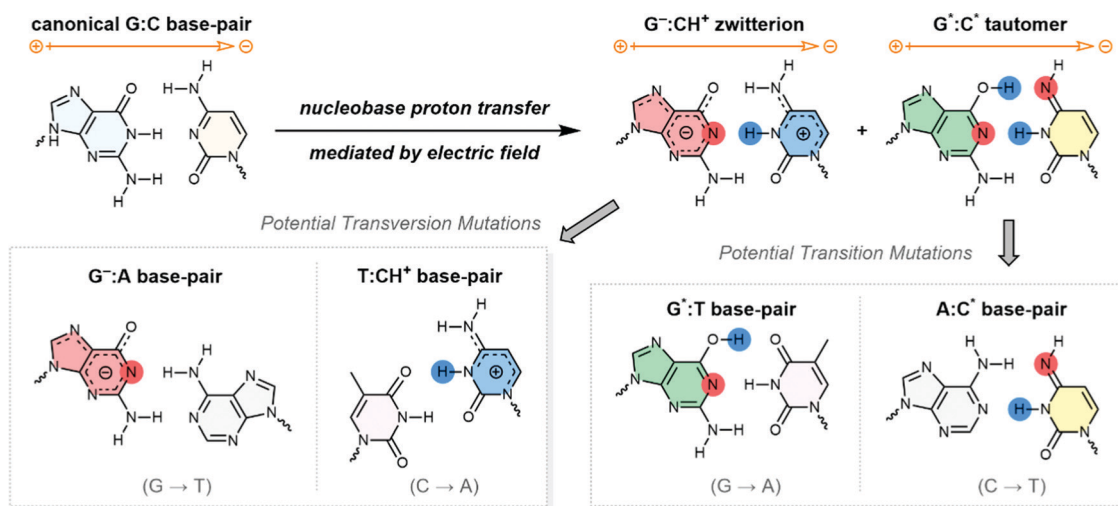 canonical G:C base-pair
G⁻:CH⁺ zwitterion
G*:C* tautomer
⊕ ⊖
⊕ ⊖
⊕ ⊖
N O H N H
N N H N
H N N N
N H O
H
nucleobase proton transfer
mediated by electric field
N O H N H
N ⊖ N H N ⊕
N N O N
H N H
+
N O H N H
N N H N
N N O N
H N H
Potential Transversion Mutations
Potential Transition Mutations
G⁻:A base-pair
T:CH⁺ base-pair
G*:T base-pair
A:C* base-pair
N O H
N ⊖ N H N N
N N N N N
H N H
H N H
O H N ⊕
N H O N
N O
N O H O
N N H N
N N O N
H N H
H H
N N H N
N N H N
N N O N
(G → T)
(C → A)
(G → A)
(C → T)